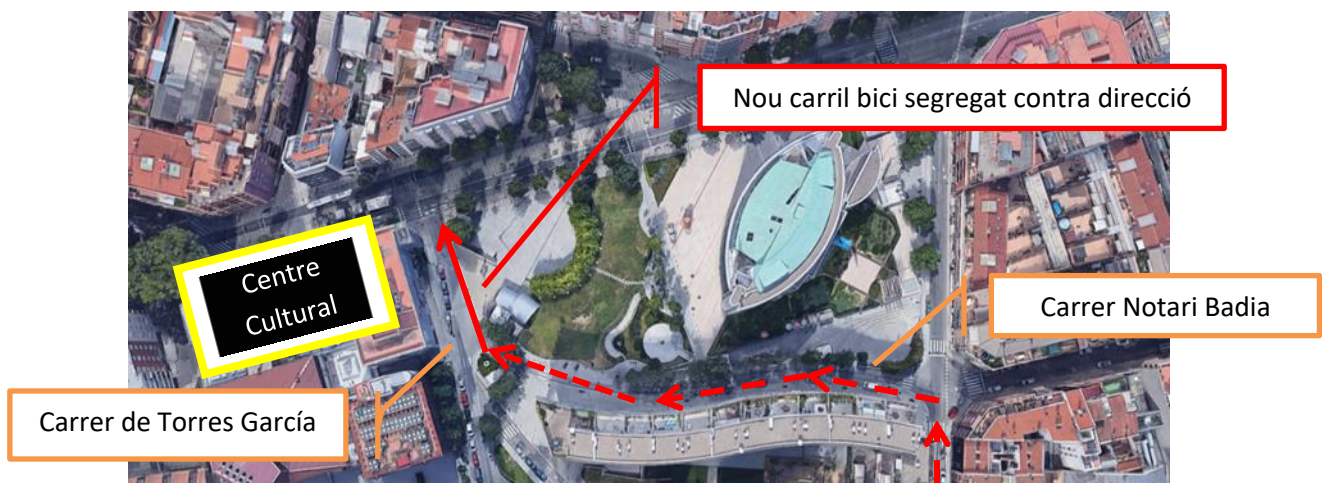 Nou carril bici segregat contra direcció
Centre
Cultural
Carrer Notari Badia
Carrer de Torres García